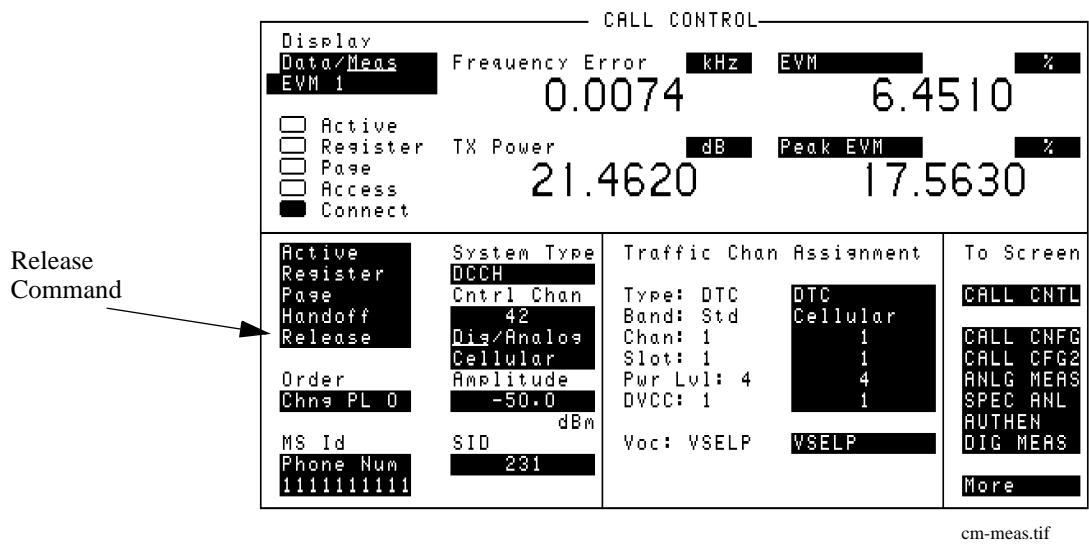 CALL CONTROL
Display
Data/Meas
EVM 1
Frequency Error kHz
0.0074
EVM %
6.4510
Active
Register
Page
Access
Connect
TX Power dB
21.4620
Peak EVM %
17.5630
Release
Command
Active
Register
Page
Handoff
Release
Order
Chng PL 0
MS Id
Phone Num
1111111111
System Type
DCCH
Cntrl Chan
42
Dig/Analog
Cellular
Amplitude
-50.0
dBm
SID
231
Traffic Chan Assignment
Type: DTC DTC
Band: Std Cellular
Chan: 1 1
Slot: 1 1
Pwr Lvl: 4 4
DVCC: 1 1
Voc: VSELP VSELP
To Screen
CALL CNTL
CALL CNFG
CALL CFG2
ANLG MEAS
SPEC ANL
AUTHEN
DIG MEAS
More
cm-meas.tif